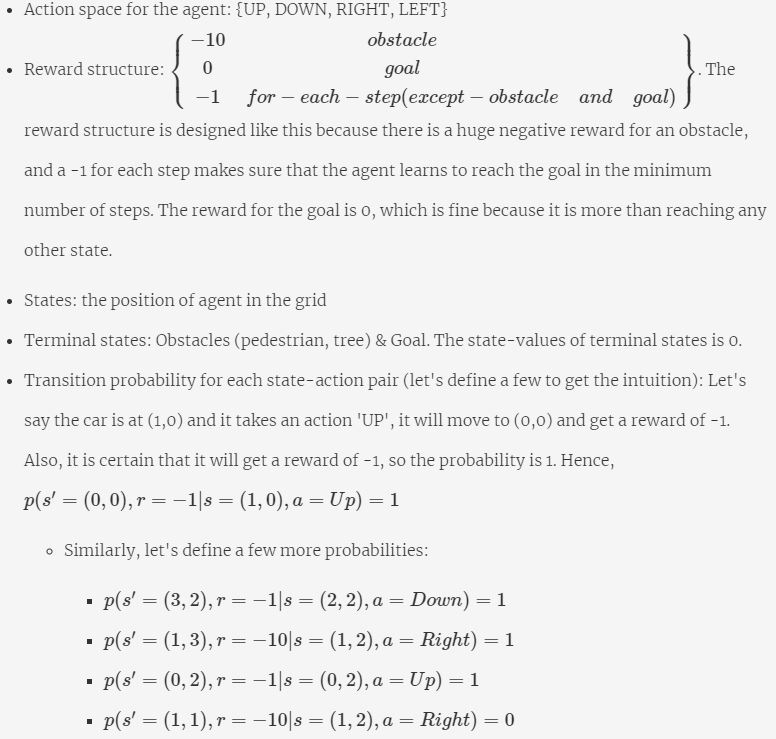 • Action space for the agent: {UP, DOWN, RIGHT, LEFT}
−10 obstacle
• Reward structure: { 0 goal }. The
−1 for − each − step(except − obstacle and goal)
reward structure is designed like this because there is a huge negative reward for an obstacle,
and a -1 for each step makes sure that the agent learns to reach the goal in the minimum
number of steps. The reward for the goal is 0, which is fine because it is more than reaching any
other state.
• States: the position of agent in the grid
• Terminal states: Obstacles (pedestrian, tree) & Goal. The state-values of terminal states is 0.
• Transition probability for each state-action pair (let's define a few to get the intuition): Let's
say the car is at (1,0) and it takes an action 'UP', it will move to (0,0) and get a reward of -1.
Also, it is certain that it will get a reward of -1, so the probability is 1. Hence,
p(s′ = (0, 0), r = −1|s = (1, 0), a = Up) = 1
◦ Similarly, let's define a few more probabilities:
▪ p(s′ = (3, 2), r = −1|s = (2, 2), a = Down) = 1
▪ p(s′ = (1, 3), r = −10|s = (1, 2), a = Right) = 1
▪ p(s′ = (0, 2), r = −1|s = (0, 2), a = Up) = 1
▪ p(s′ = (1, 1), r = −10|s = (1, 2), a = Right) = 0